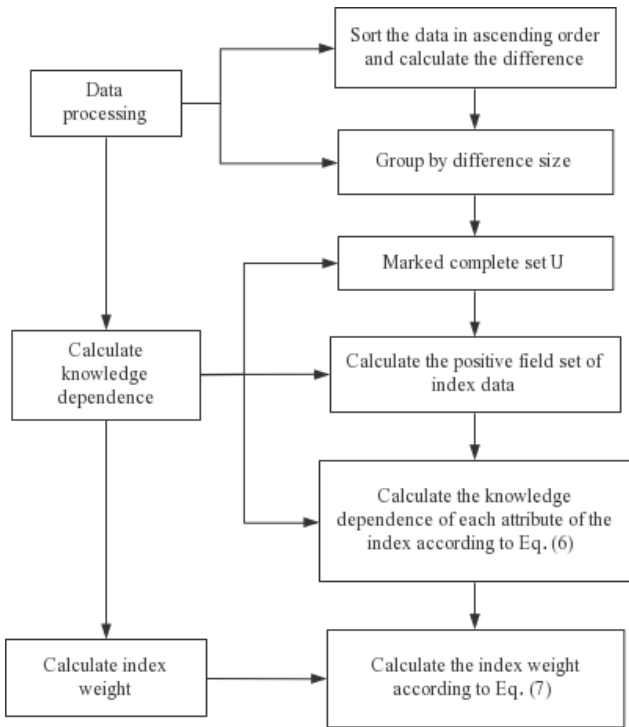 Sort the data in ascending order
and calculate the difference
Data
processing
Group by difference size
Marked complete set U
Calculate
knowledge
dependence
Calculate the positive field set of
index data
Calculate the knowledge
dependence of each attribute of the
index according to Eq. (6)
Calculate index
weight
Calculate the index weight
according to Eq. (7)